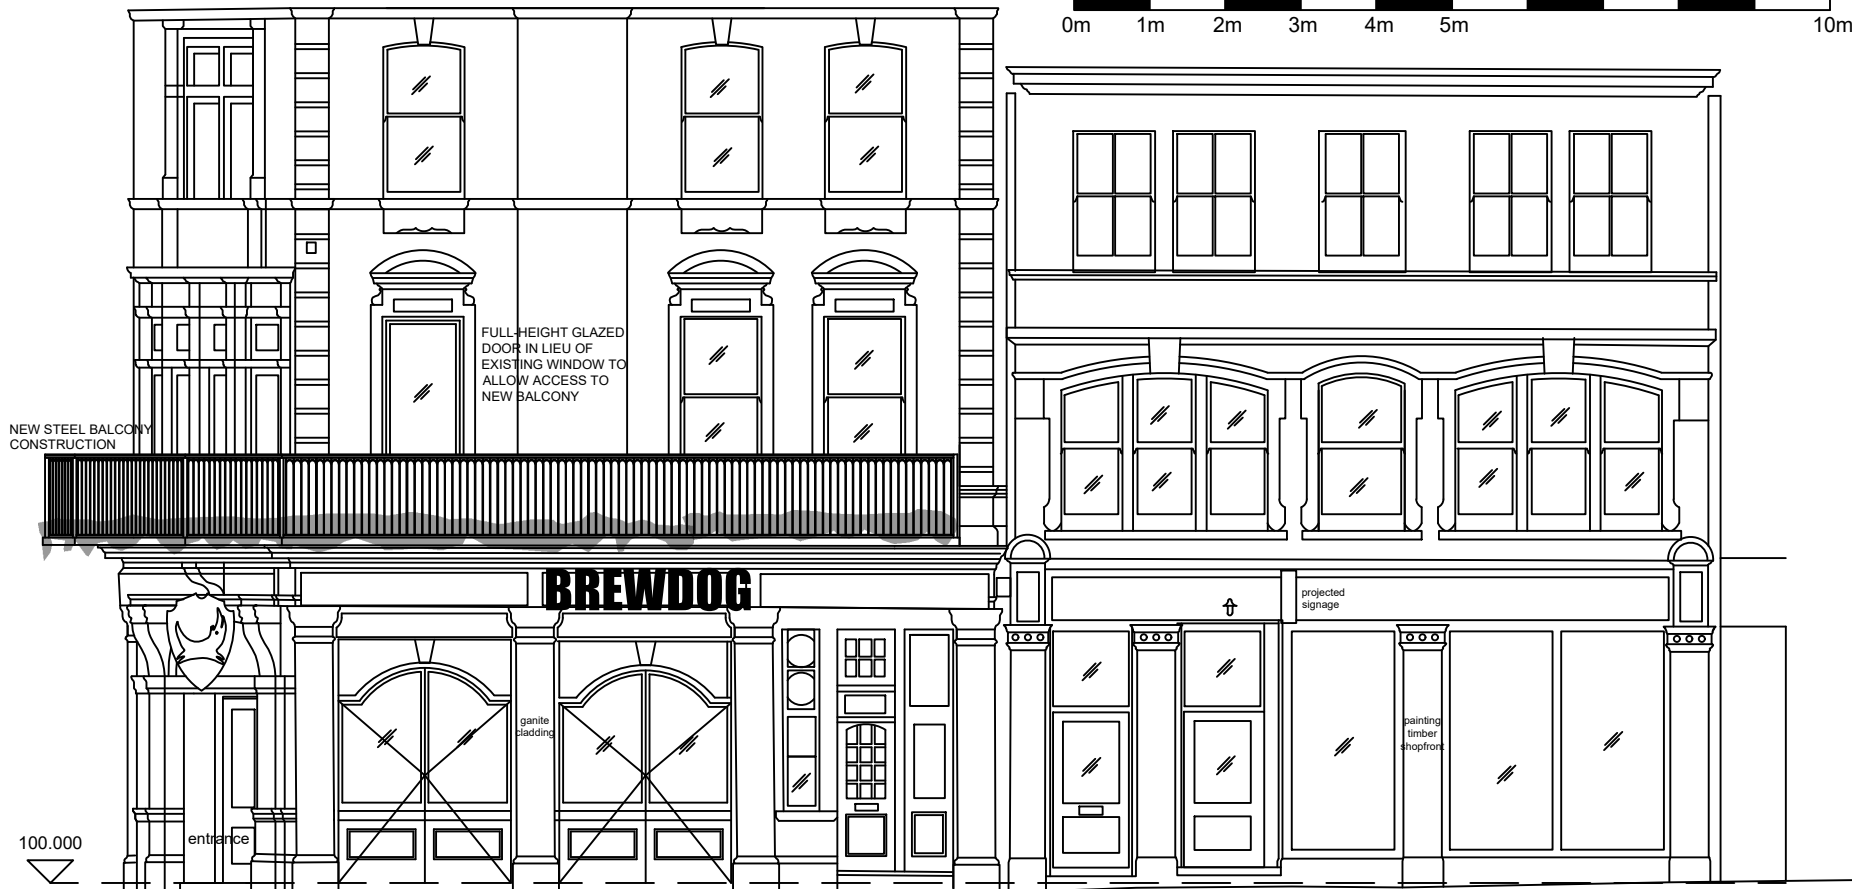 0m 1m 2m 3m 4m 5m 10m
FULL-HEIGHT GLAZED
DOOR IN LIEU OF
EXISTING WINDOW TO
ALLOW ACCESS TO
NEW BALCONY
NEW STEEL BALCONY
CONSTRUCTION
BREWDOG
projected
signage
ganite
cladding
painting
timber
shopfront
entrance
100.000